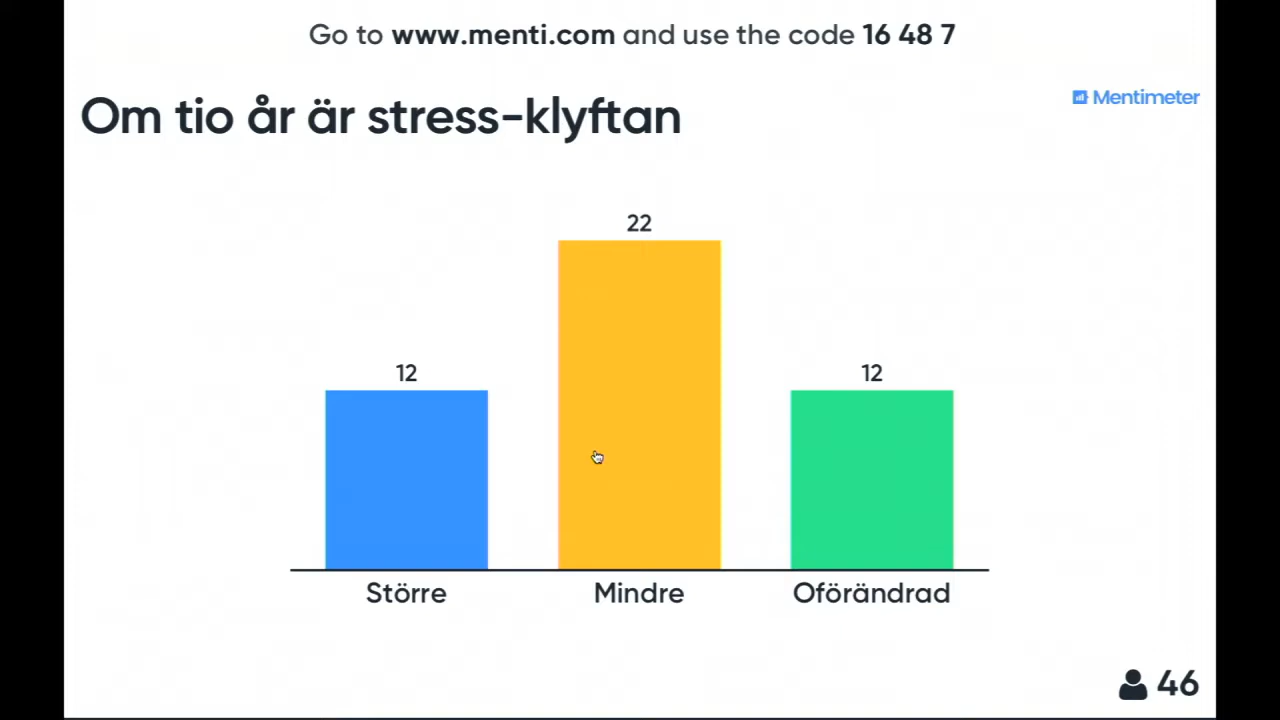 Go to www.menti.com and use the code 16 48 7
Mentimeter
Om tio år är stress-klyftan
22
12
12
Större
Mindre
Oförändrad
46